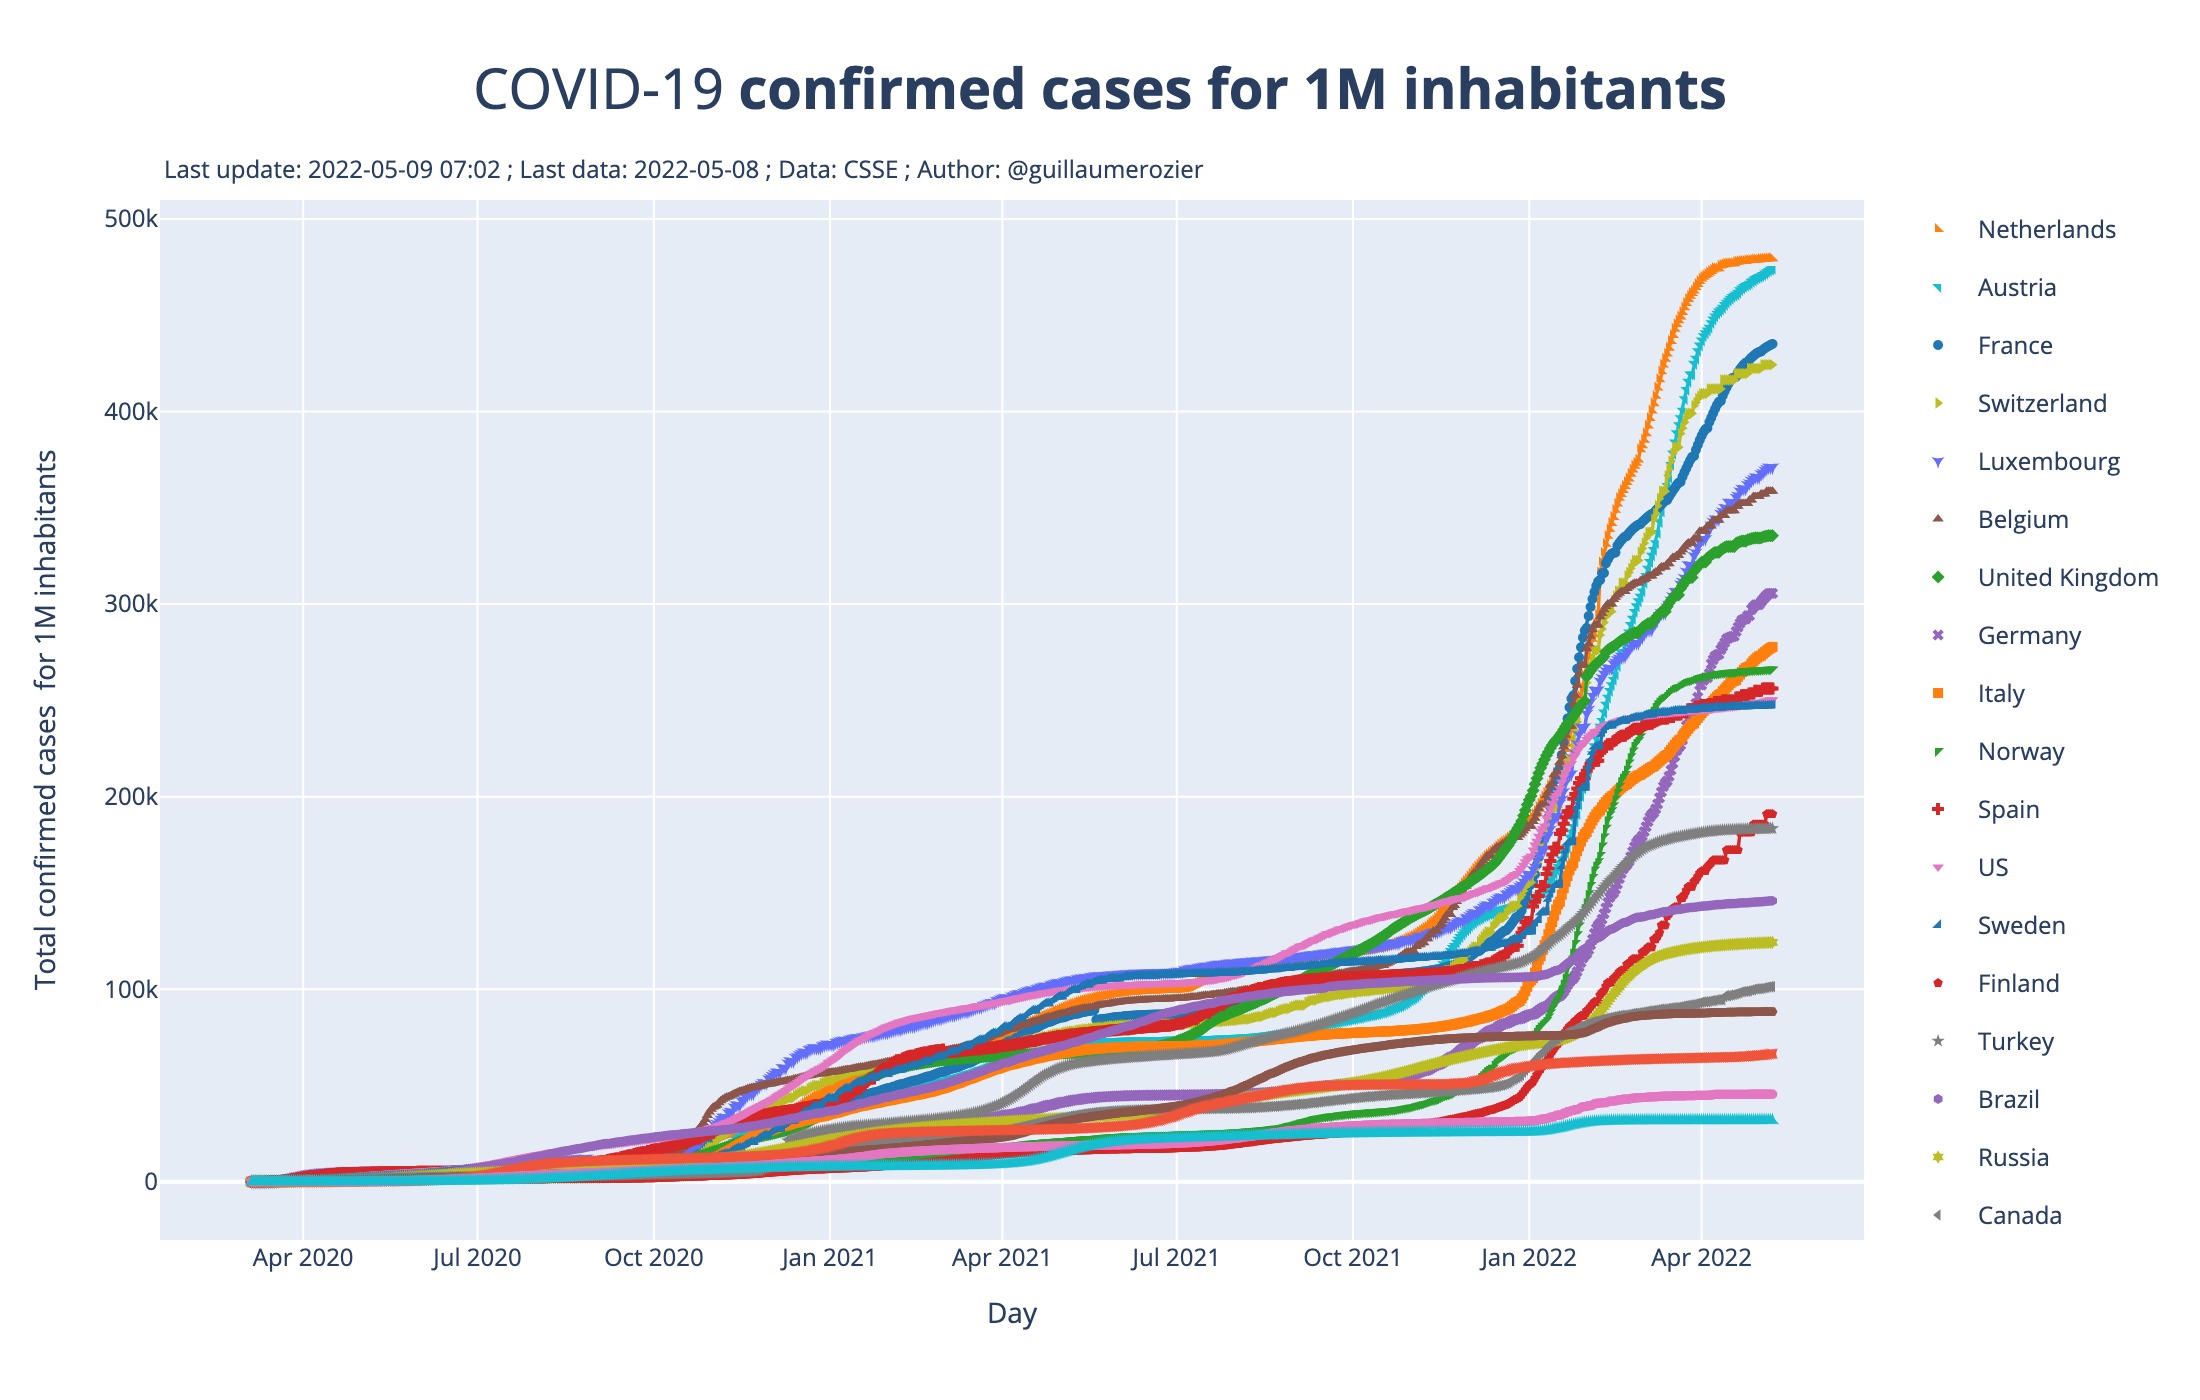 COVID-19 confirmed cases for 1M inhabitants
Last update: 2022-05-09 07:02 ; Last data: 2022-05-08 ; Data: CSSE ; Author: @guillaumerozier
Total confirmed cases for 1M inhabitants
500k
400k
300k
200k
100k
0
Apr 2020
Jul 2020
Oct 2020
Jan 2021
Apr 2021
Jul 2021
Oct 2021
Jan 2022
Apr 2022
Day
Netherlands
Austria
France
Switzerland
Luxembourg
Belgium
United Kingdom
Germany
Italy
Norway
Spain
US
Sweden
Finland
Turkey
Brazil
Russia
Canada